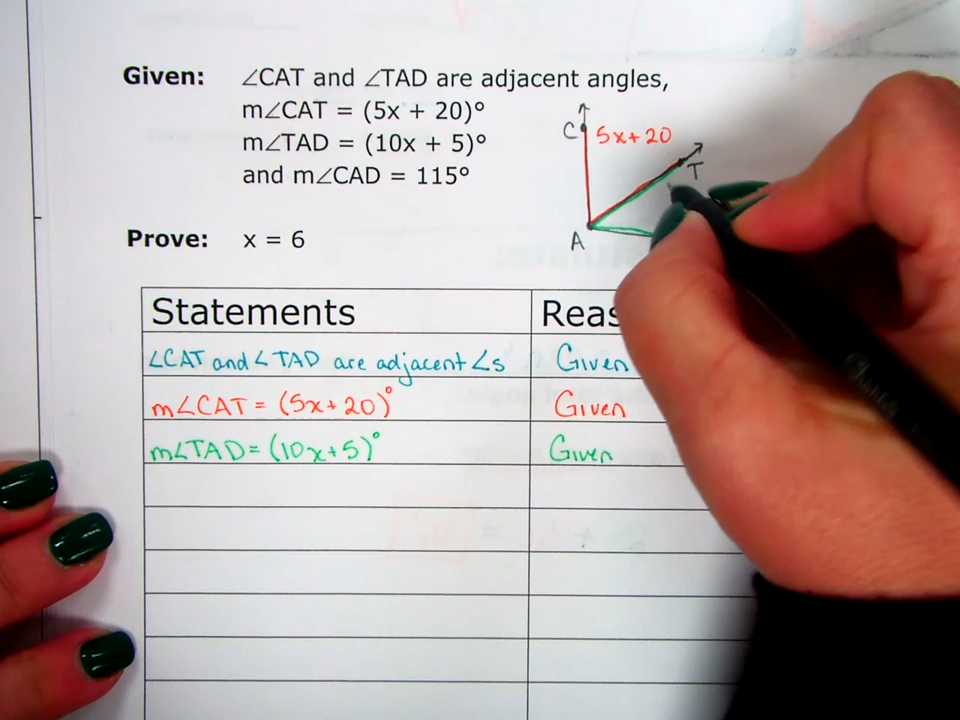 Given: ∠CAT and ∠TAD are adjacent angles,
m∠CAT = (5x + 20)°
m∠TAD = (10x + 5)°
and m∠CAD = 115°
C 5x+20
T
A
Prove: x = 6
Statements Reas
∠CAT and ∠TAD are adjacent ∠s Given
m∠CAT = (5x+20)° Given
m∠TAD = (10x+5)° Given